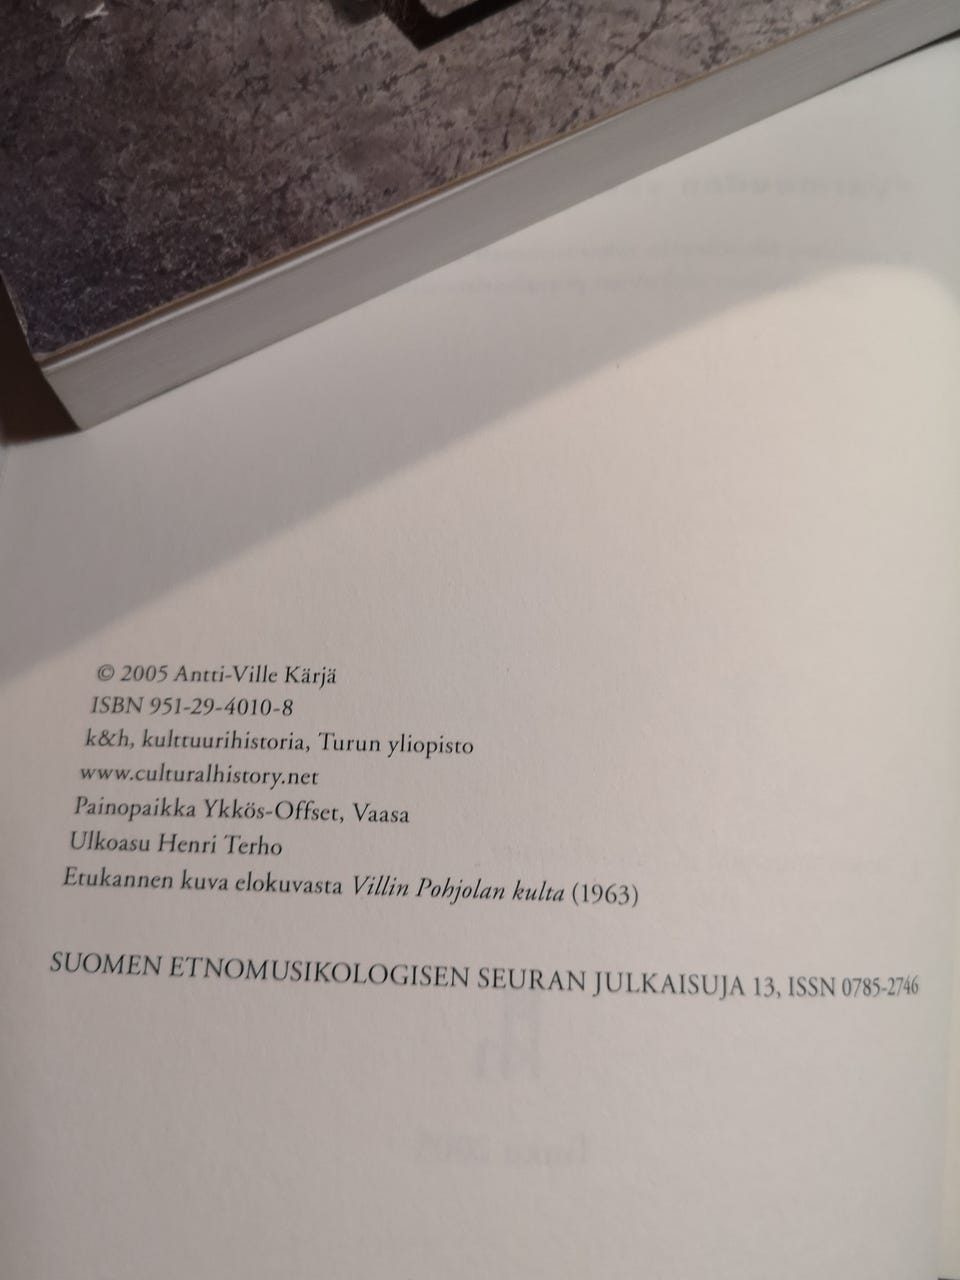 © 2005 Antti-Ville Kärjä
ISBN 951-29-4010-8
k&h, kulttuurihistoria, Turun yliopisto
www.culturalhistory.net
Painopaikka Ykkös-Offset, Vaasa
Ulkoasu Henri Terho
Etukannen kuva elokuvasta Villin Pohjolan kulta (1963)
SUOMEN ETNOMUSIKOLOGISEN SEURAN JULKAISUJA 13, ISSN 0785-2746